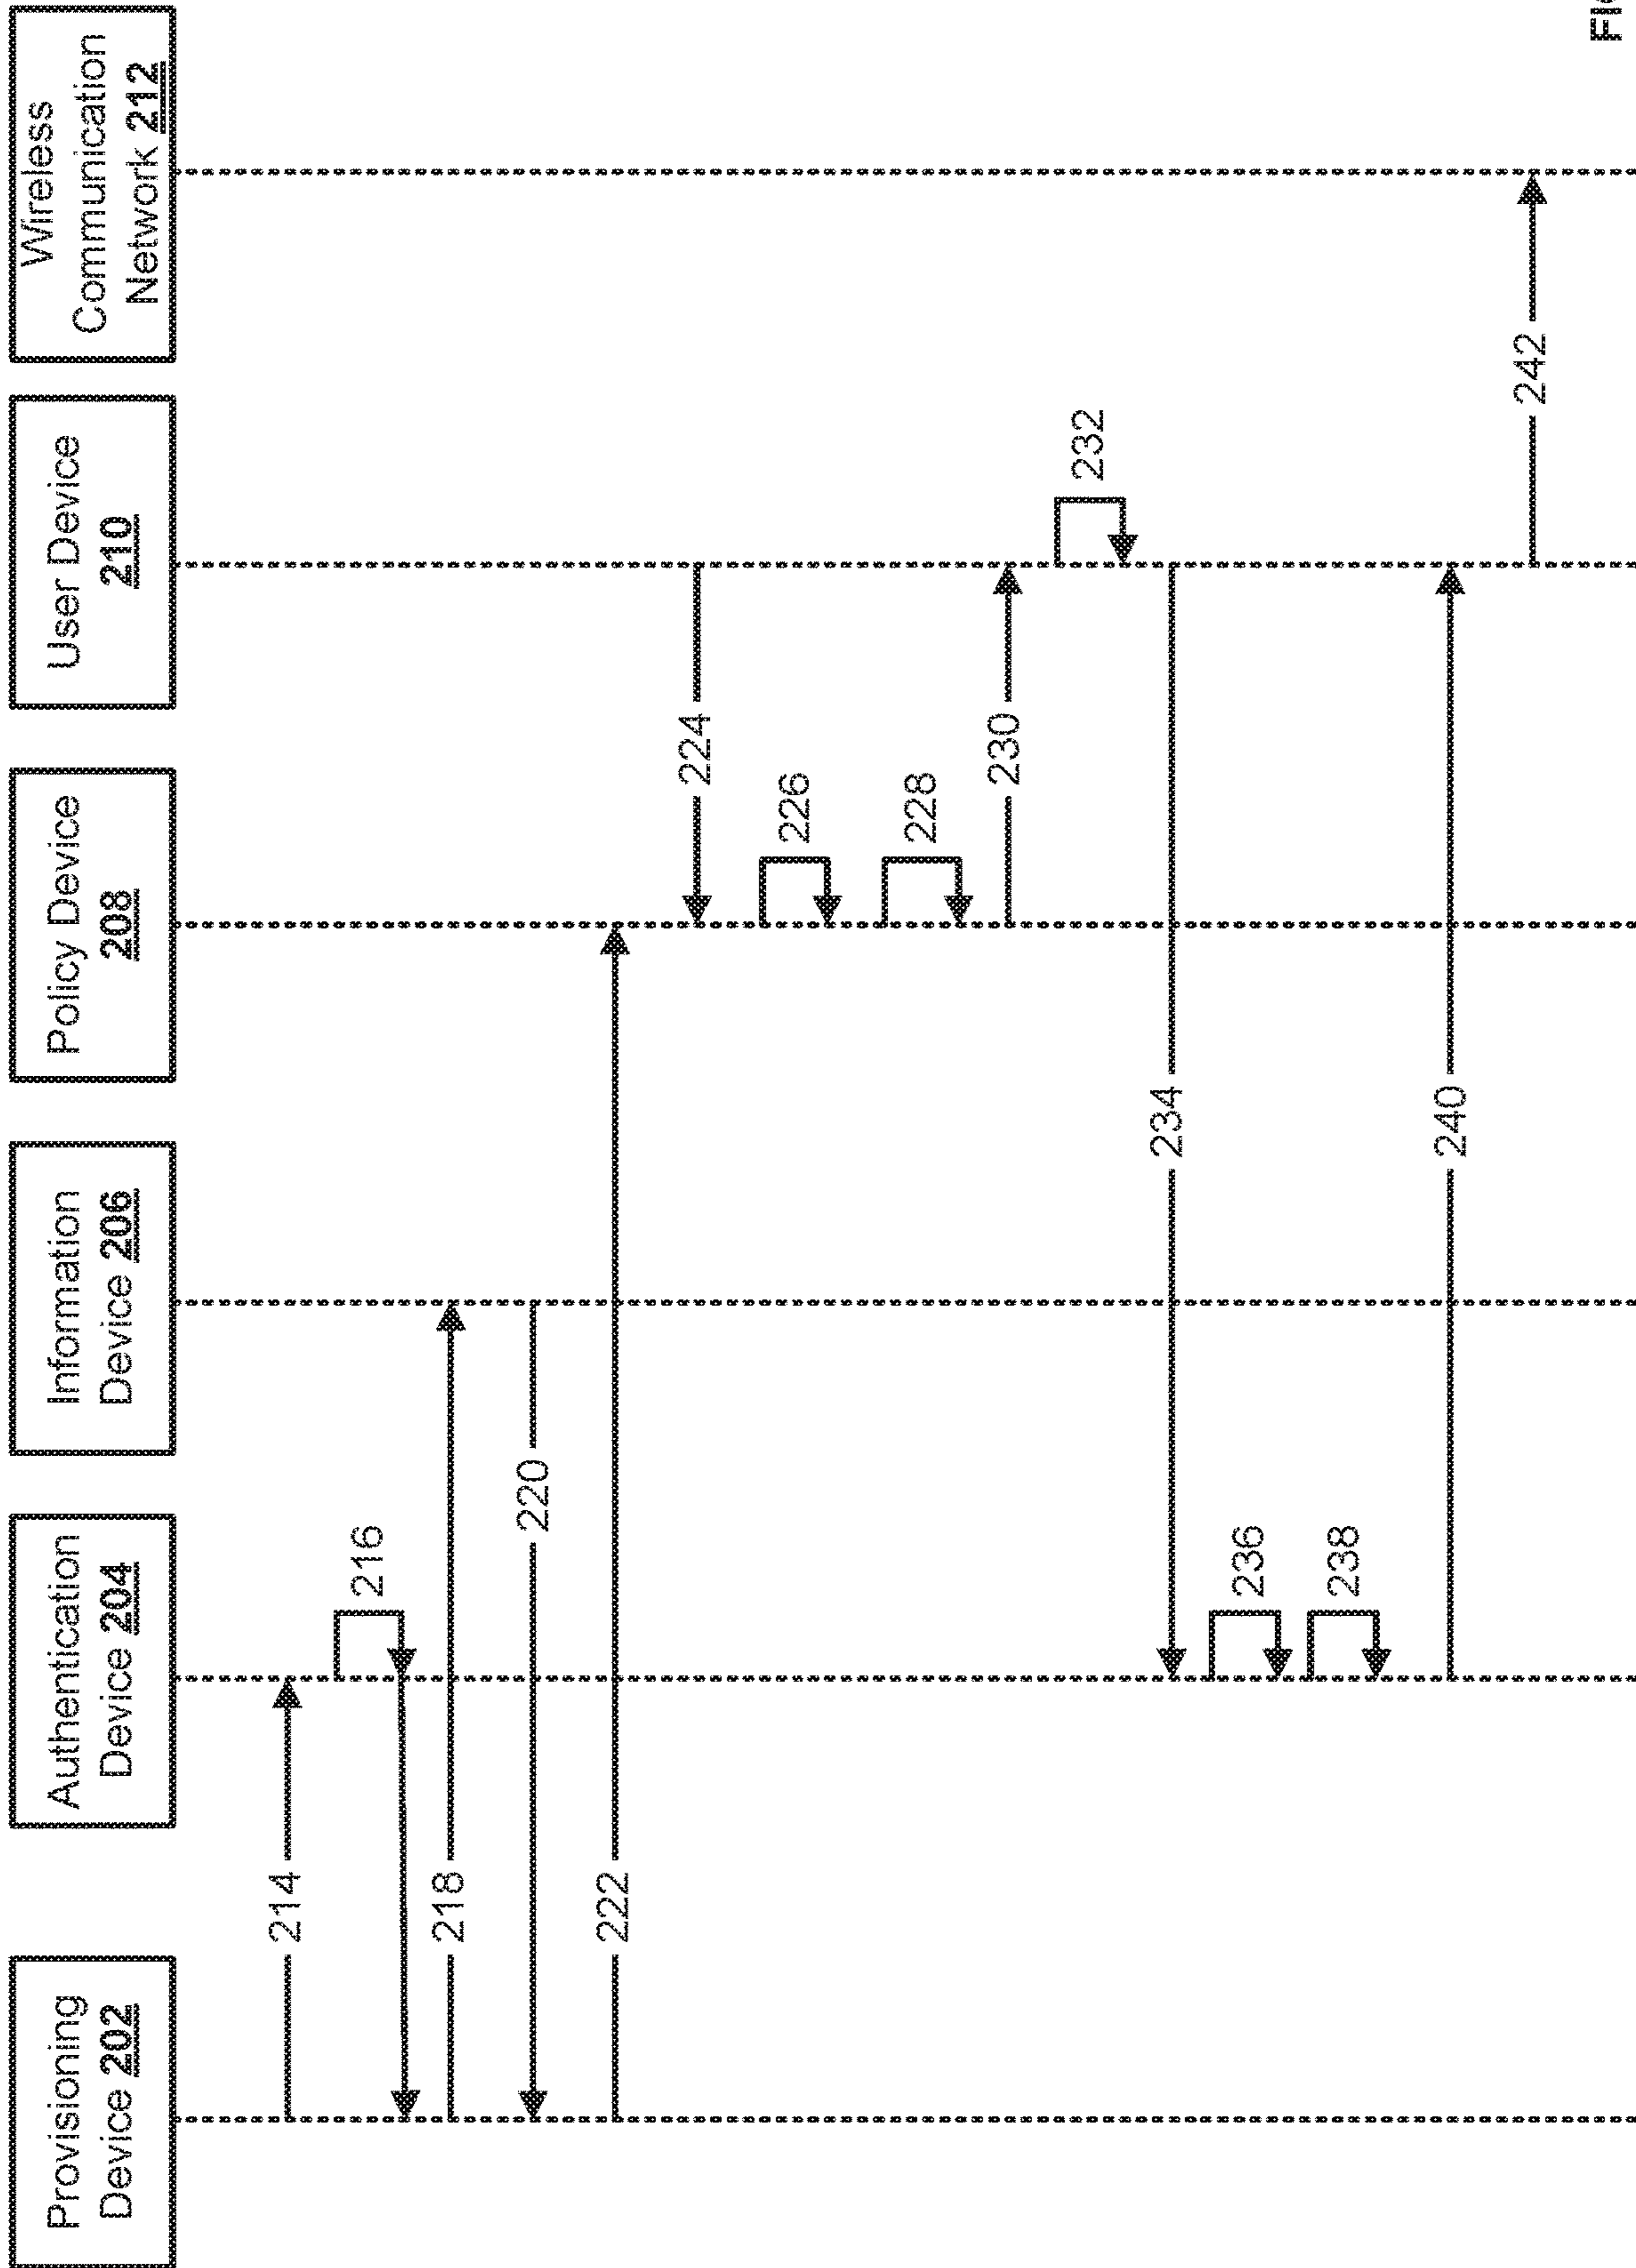 Provisioning
Device 202
Authentication
Device 204
Information
Device 206
Policy Device
208
User Device
210
Wireless
Communication
Network 212
214
216
218
220
222
224
226
228
230
232
234
236
238
240
242